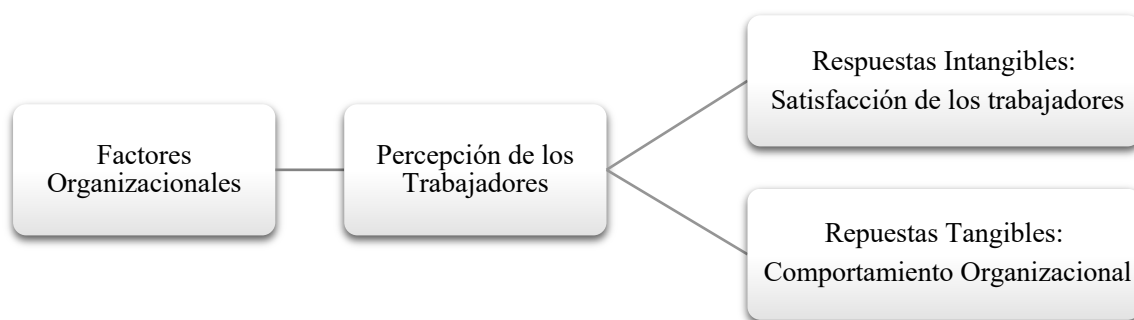 Factores
Organizacionales
Percepción de los
Trabajadores
Respuestas Intangibles:
Satisfacción de los trabajadores
Repuestas Tangibles:
Comportamiento Organizacional